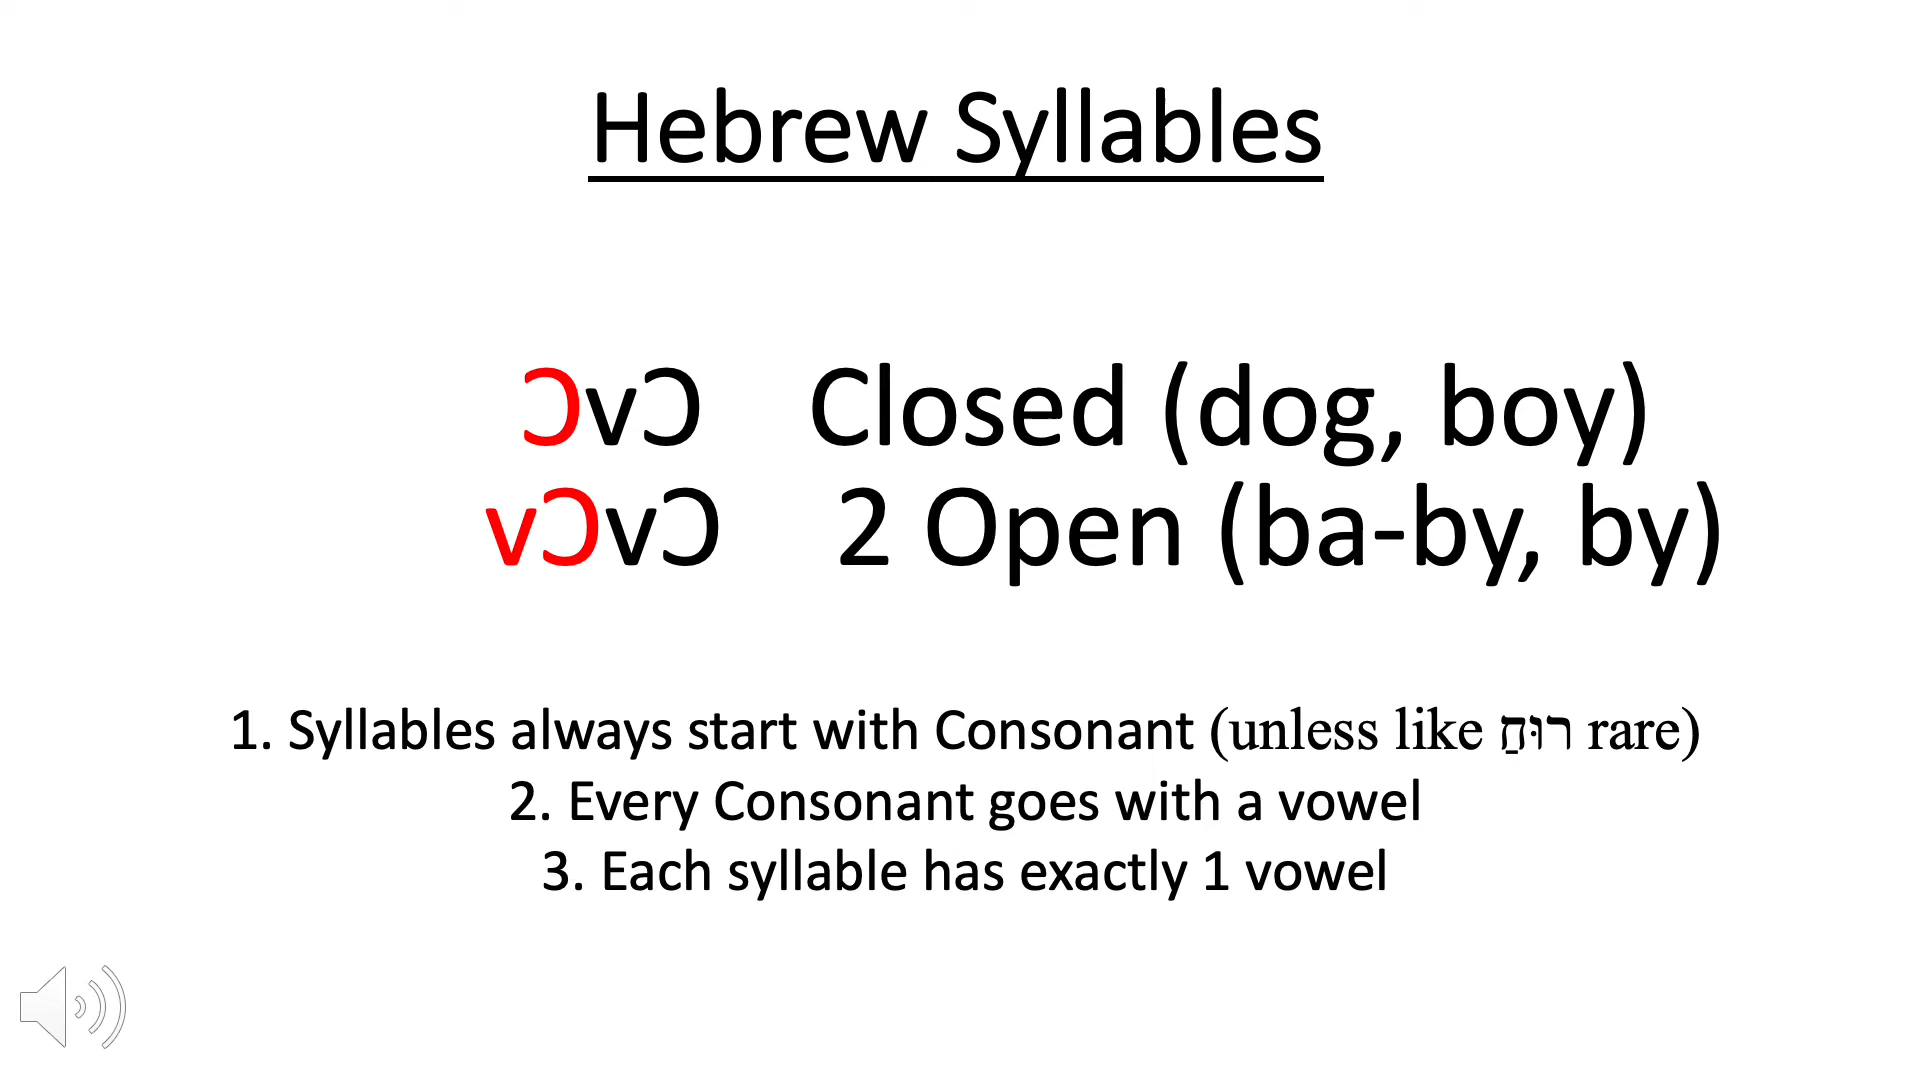 Hebrew Syllables
ƆvƆ Closed (dog, boy)
vƆvƆ 2 Open (ba-by, by)
1. Syllables always start with Consonant (unless like רוּחַ rare)
2. Every Consonant goes with a vowel
3. Each syllable has exactly 1 vowel